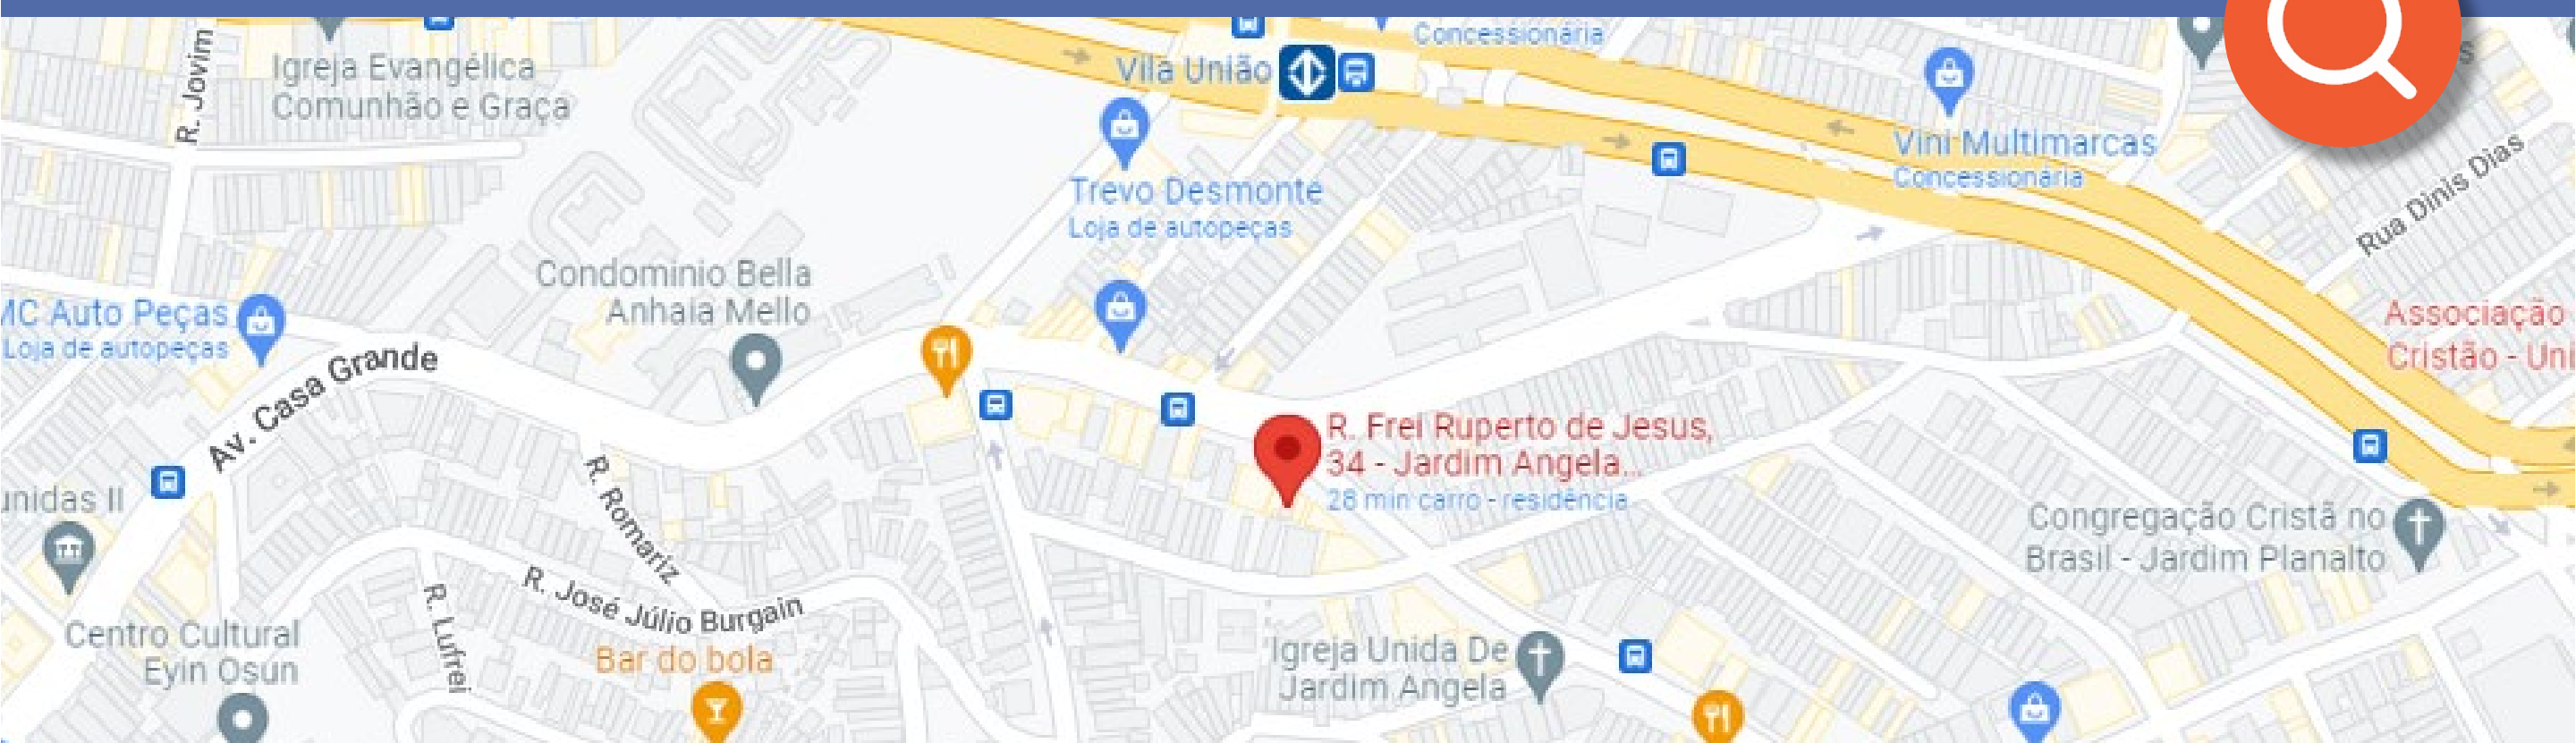 Concessionária
R. Jovim
Igreja Evangélica
Comunhão e Graça
Vila União
Trevo Desmonte
Loja de autopeças
Vini Multimarcas
Concessionária
Rua Dinis Dias
Condominio Bella
Anhaia Mello
MC Auto Peças
Loja de autopeças
Av. Casa Grande
Associação
Cristão - Uni
R. Frei Ruperto de Jesus,
34 - Jardim Angela...
28 min carro - residência
unidas II
R. Romariz
Congregação Cristã no
Brasil - Jardim Planalto
R. José Júlio Burgain
R. Lufrei
Centro Cultural
Eyin Osun
Bar do bola
Igreja Unida De
Jardim Angela